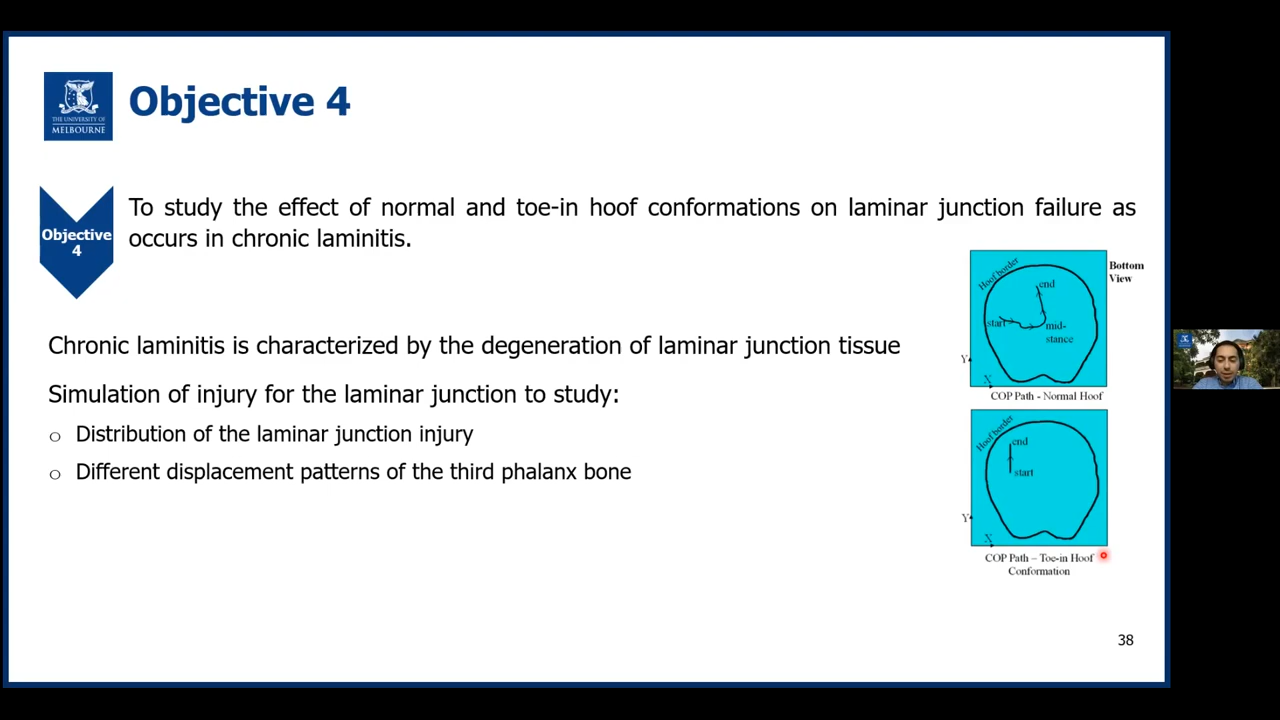 THE UNIVERSITY OF
MELBOURNE
Objective 4
Objective
4
To study the effect of normal and toe-in hoof conformations on laminar junction failure as
occurs in chronic laminitis.
Chronic laminitis is characterized by the degeneration of laminar junction tissue
Simulation of injury for the laminar junction to study:
o Distribution of the laminar junction injury
o Different displacement patterns of the third phalanx bone
Bottom
View
Hoof border
end
start
mid-
stance
Y
X
COP Path - Normal Hoof
Hoof border
end
start
Y
X
COP Path – Toe-in Hoof
Conformation
38